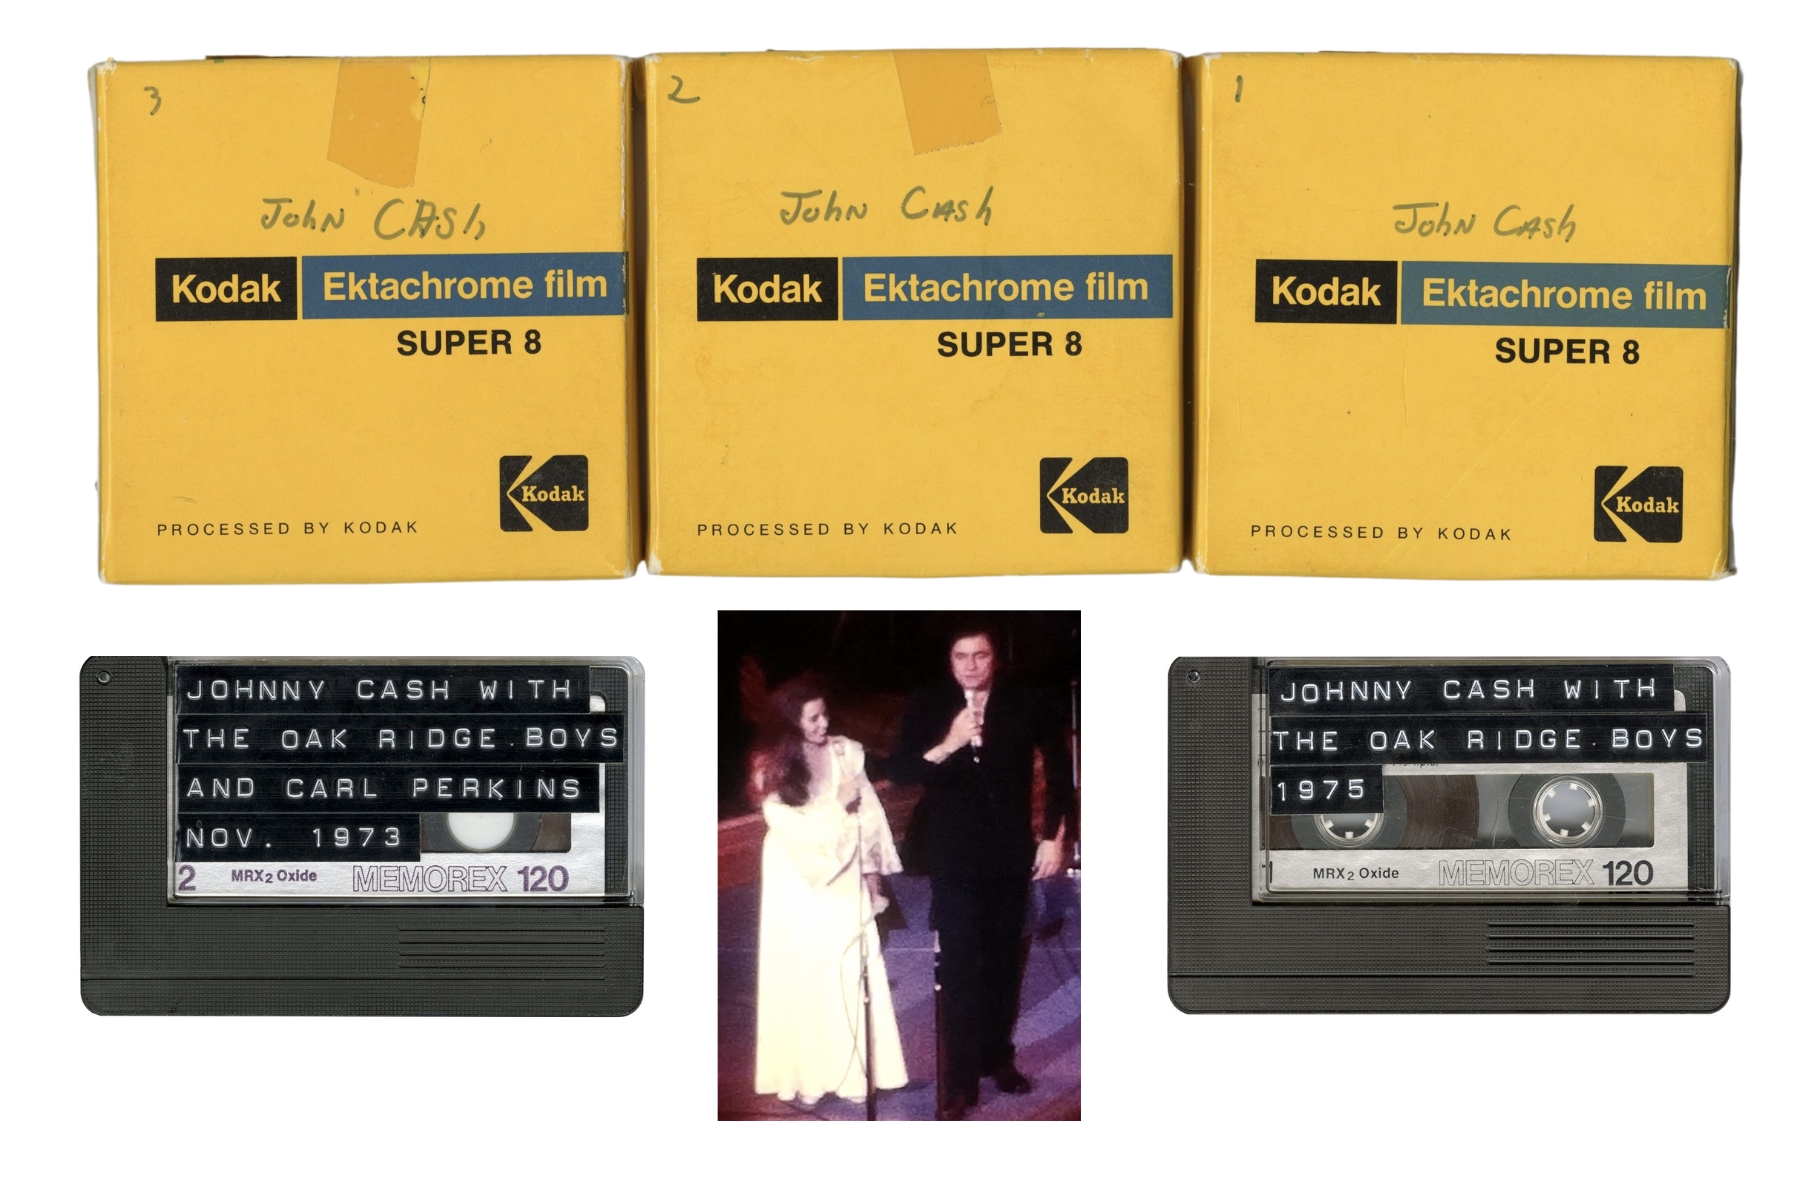 3
John Cash
Kodak Ektachrome film
SUPER 8
Kodak
PROCESSED BY KODAK
2
John Cash
Kodak Ektachrome film
SUPER 8
Kodak
PROCESSED BY KODAK
1
John Cash
Kodak Ektachrome film
SUPER 8
Kodak
PROCESSED BY KODAK
JOHNNY CASH WITH
THE OAK RIDGE BOYS
AND CARL PERKINS
NOV. 1973
2 MRX2 Oxide MEMOREX 120
JOHNNY CASH WITH
THE OAK RIDGE BOYS
1975
1 MRX2 Oxide MEMOREX 120